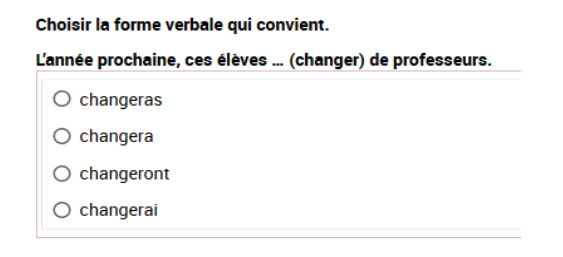 Choisir la forme verbale qui convient.
L'année prochaine, ces élèves ... (changer) de professeurs.
changeras
changera
changeront
changerai